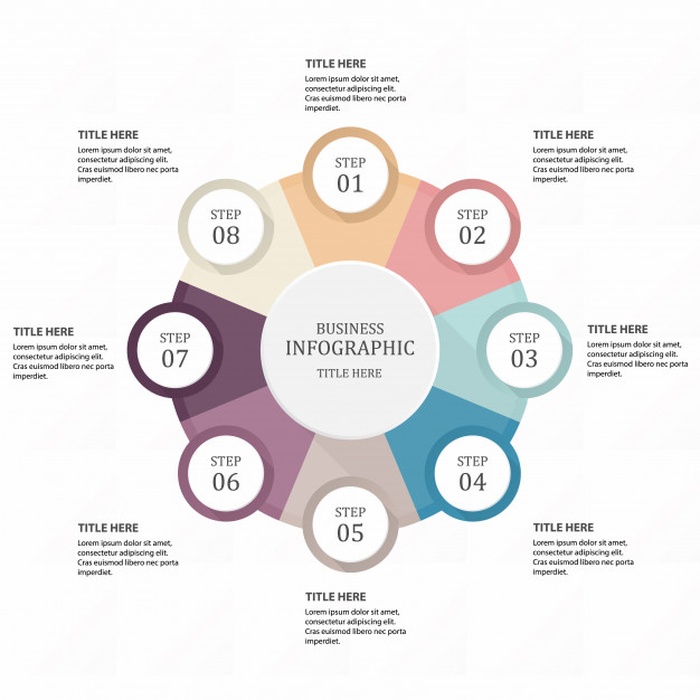 TITLE HERE
Lorem ipsum dolor sit amet,
consectetur adipiscing elit.
Cras euismod libero nec porta
imperdiet.
STEP
01
TITLE HERE
Lorem ipsum dolor sit amet,
consectetur adipiscing elit.
Cras euismod libero nec porta
imperdiet.
STEP
02
TITLE HERE
Lorem ipsum dolor sit amet,
consectetur adipiscing elit.
Cras euismod libero nec porta
imperdiet.
STEP
03
TITLE HERE
Lorem ipsum dolor sit amet,
consectetur adipiscing elit.
Cras euismod libero nec porta
imperdiet.
STEP
04
TITLE HERE
Lorem ipsum dolor sit amet,
consectetur adipiscing elit.
Cras euismod libero nec porta
imperdiet.
STEP
05
TITLE HERE
Lorem ipsum dolor sit amet,
consectetur adipiscing elit.
Cras euismod libero nec porta
imperdiet.
STEP
06
TITLE HERE
Lorem ipsum dolor sit amet,
consectetur adipiscing elit.
Cras euismod libero nec porta
imperdiet.
STEP
07
TITLE HERE
Lorem ipsum dolor sit amet,
consectetur adipiscing elit.
Cras euismod libero nec porta
imperdiet.
STEP
08
BUSINESS
INFOGRAPHIC
TITLE HERE